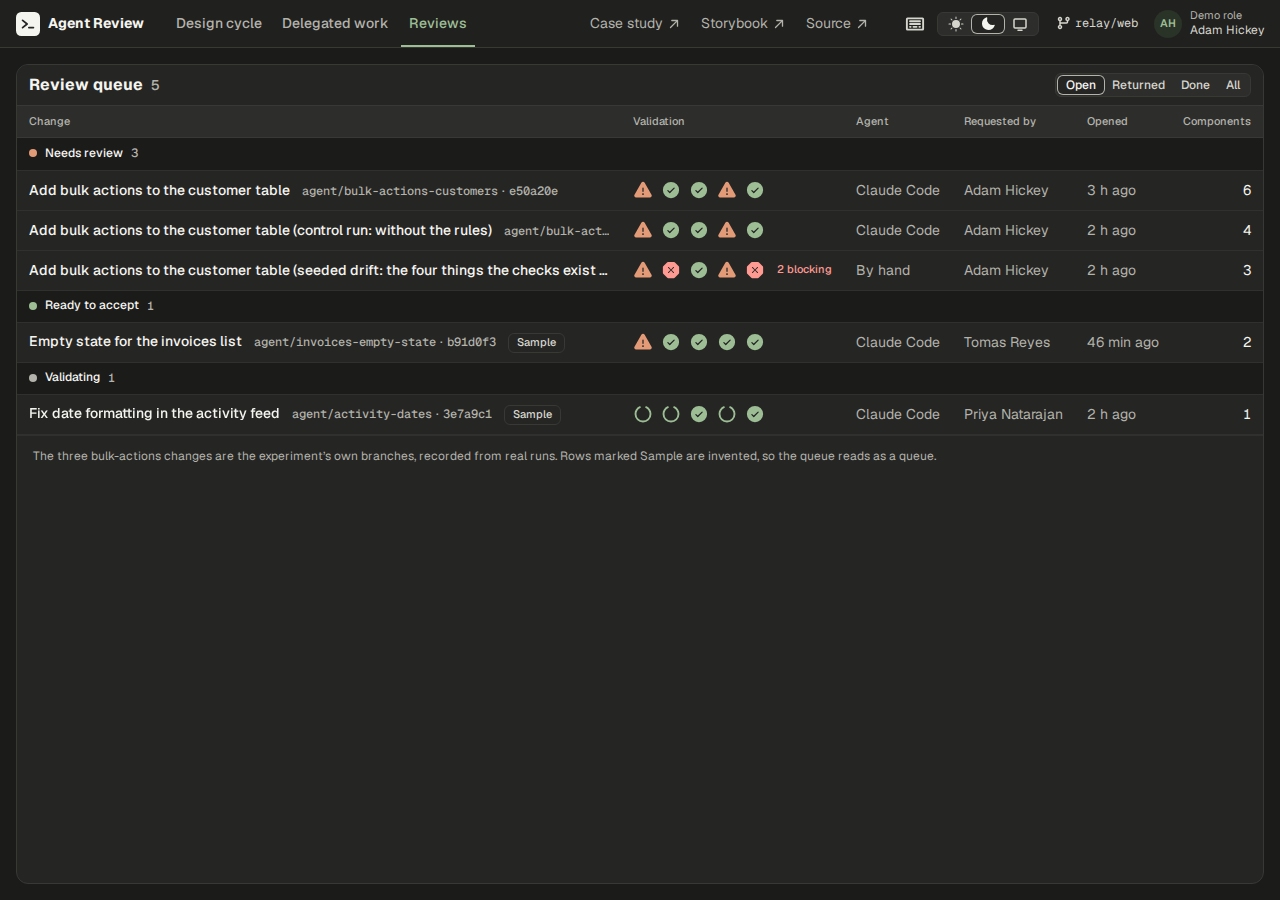 Agent Review Design cycle Delegated work Reviews Case study Storybook Source relay/web AH Demo role Adam Hickey
Review queue 5 Open Returned Done All
Change Validation Agent Requested by Opened Components
Needs review 3
Add bulk actions to the customer table agent/bulk-actions-customers · e50a20e Claude Code Adam Hickey 3 h ago 6
Add bulk actions to the customer table (control run: without the rules) agent/bulk-act… Claude Code Adam Hickey 2 h ago 4
Add bulk actions to the customer table (seeded drift: the four things the checks exist … 2 blocking By hand Adam Hickey 2 h ago 3
Ready to accept 1
Empty state for the invoices list agent/invoices-empty-state · b91d0f3 Sample Claude Code Tomas Reyes 46 min ago 2
Validating 1
Fix date formatting in the activity feed agent/activity-dates · 3e7a9c1 Sample Claude Code Priya Natarajan 2 h ago 1
The three bulk-actions changes are the experiment's own branches, recorded from real runs. Rows marked Sample are invented, so the queue reads as a queue.